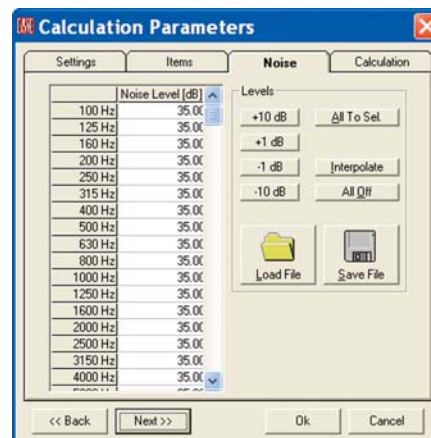 Calculation Parameters
Settings Items Noise Calculation
Noise Level [dB]
100 Hz 35.00
125 Hz 35.00
160 Hz 35.00
200 Hz 35.00
250 Hz 35.00
315 Hz 35.00
400 Hz 35.00
500 Hz 35.00
630 Hz 35.00
800 Hz 35.00
1000 Hz 35.00
1250 Hz 35.00
1600 Hz 35.00
2000 Hz 35.00
2500 Hz 35.00
3150 Hz 35.00
4000 Hz 35.00
Levels
+10 dB All To Sel.
+1 dB
-1 dB Interpolate
-10 dB All Off
Load File Save File
<< Back Next >> Ok Cancel